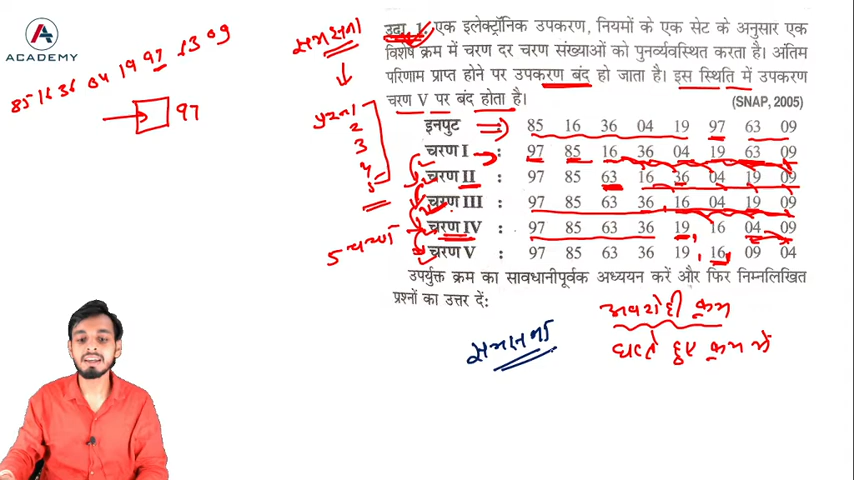 ACADEMY
85 16 36 04 19 97 63 09
97
समझना
चरण 1
2
3
4
5
5 चरण
उदा. 1. एक इलेक्ट्रॉनिक उपकरण, नियमों के एक सेट के अनुसार एक
विशेष क्रम में चरण दर चरण संख्याओं को पुनर्व्यवस्थित करता है। अंतिम
परिणाम प्राप्त होने पर उपकरण बंद हो जाता है। इस स्थिति में उपकरण
चरण V पर बंद होता है।
(SNAP, 2005)
इनपुट : 85 16 36 04 19 97 63 09
चरण I : 97 85 16 36 04 19 63 09
चरण II : 97 85 63 16 36 04 19 09
चरण III : 97 85 63 36 16 04 19 09
चरण IV : 97 85 63 36 19 16 04 09
चरण V : 97 85 63 36 19 16 09 04
उपर्युक्त क्रम का सावधानीपूर्वक अध्ययन करें और फिर निम्नलिखित
प्रश्नों का उत्तर दें:
समझना
अवरोही क्रम
घटते हुए क्रम में